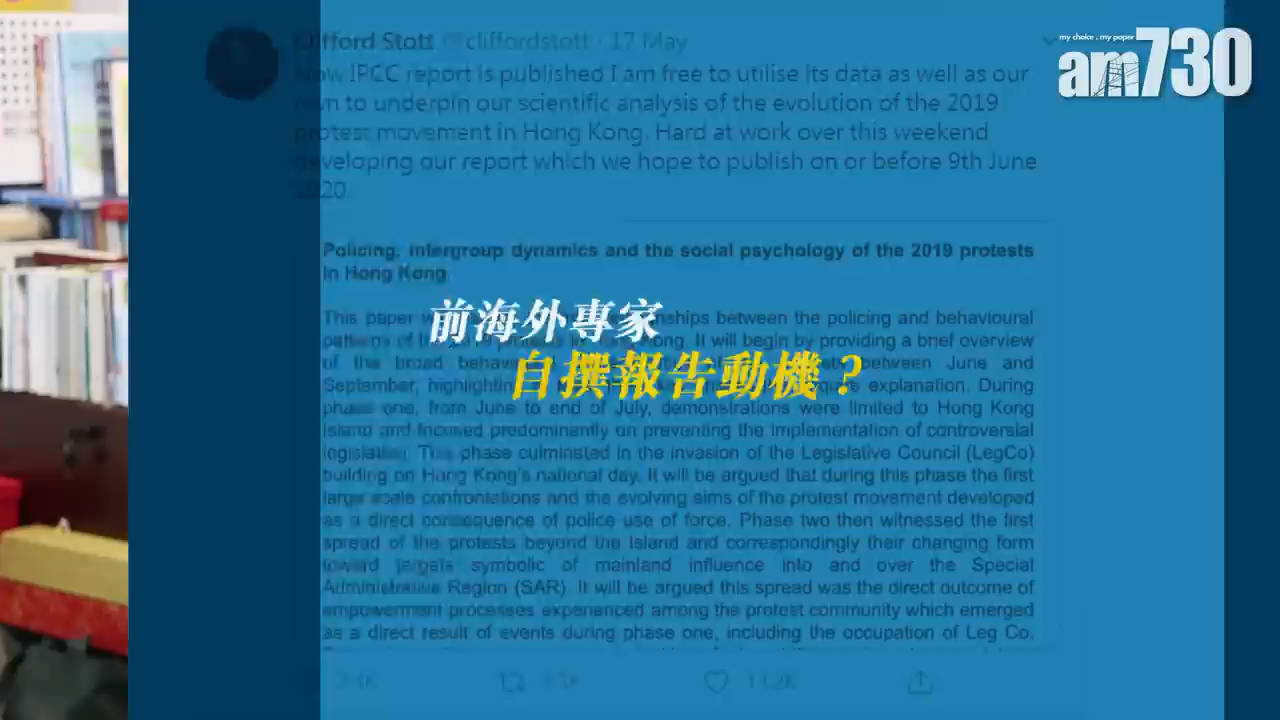 Clifford Stott @cliffordstott · 17 May
Now IPCC report is published I am free to utilise its data as well as our
own to underpin our scientific analysis of the evolution of the 2019
protest movement in Hong Kong. Hard at work over this weekend
developing our report which we hope to publish on or before 9th June
2020.
my choice . my paper
am730
Policing, intergroup dynamics and the social psychology of the 2019 protests
in Hong Kong
前海外專家
自撰報告動機？
This paper between the policing and behavioural
patterns of It will begin by providing a brief overview
of the broad between June and
September, explanation. During
phase one, from June to end of July, demonstrations were limited to Hong Kong
Island and focused predominently on preventing the implementation of controversial
legislation. This phase culminated in the invasion of the Legislative Council (LegCo)
building on Hong Kong's national day. It will be argued that during this phase the first
large scale confrontations and the evolving aims of the protest movement developed
as a direct consequence of police use of force. Phase two then witnessed the first
spread of the protests beyond the Island and correspondingly their changing form
toward targets symbolic of mainland influence into and over the Special
Administrative Region (SAR). It will be argued this spread was the direct outcome of
empowerment processes experienced among the protest community which emerged
as a direct result of events during phase one, including the occupation of Leg Co.